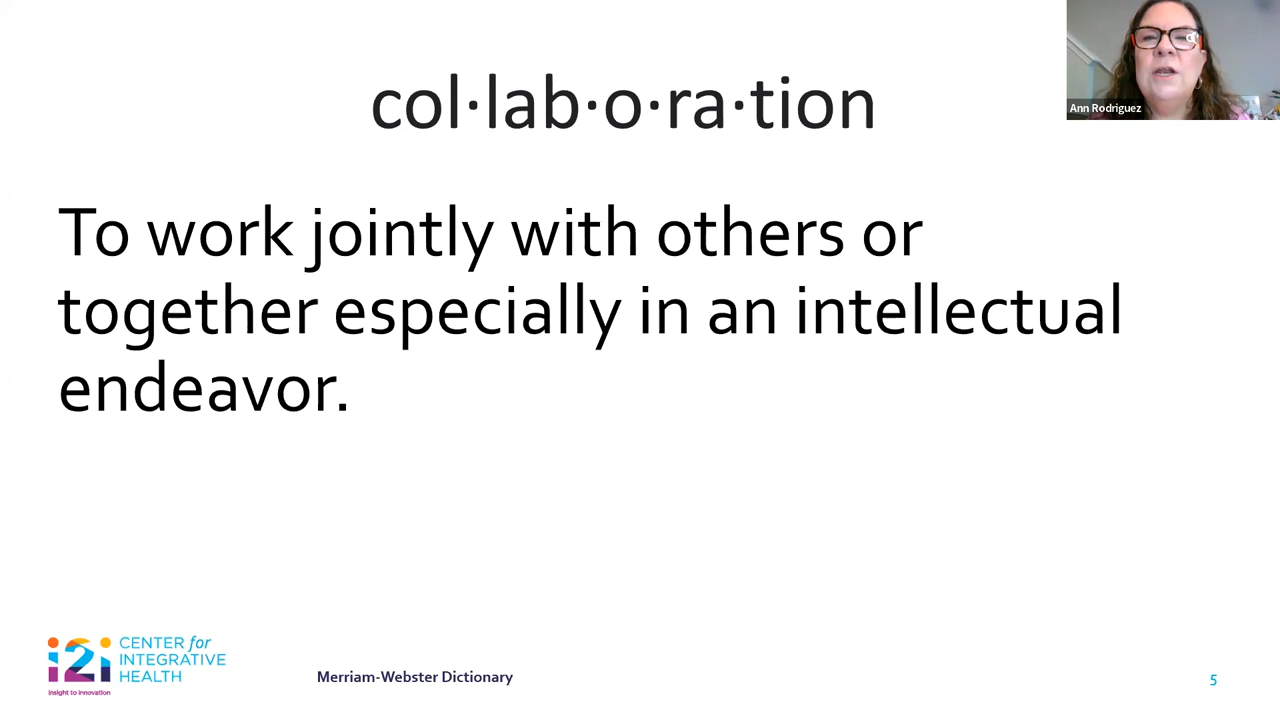 col·lab·o·ra·tion
Ann Rodriguez
To work jointly with others or
together especially in an intellectual
endeavor.
i2i
CENTER for
INTEGRATIVE
HEALTH
insight to innovation
Merriam-Webster Dictionary
5